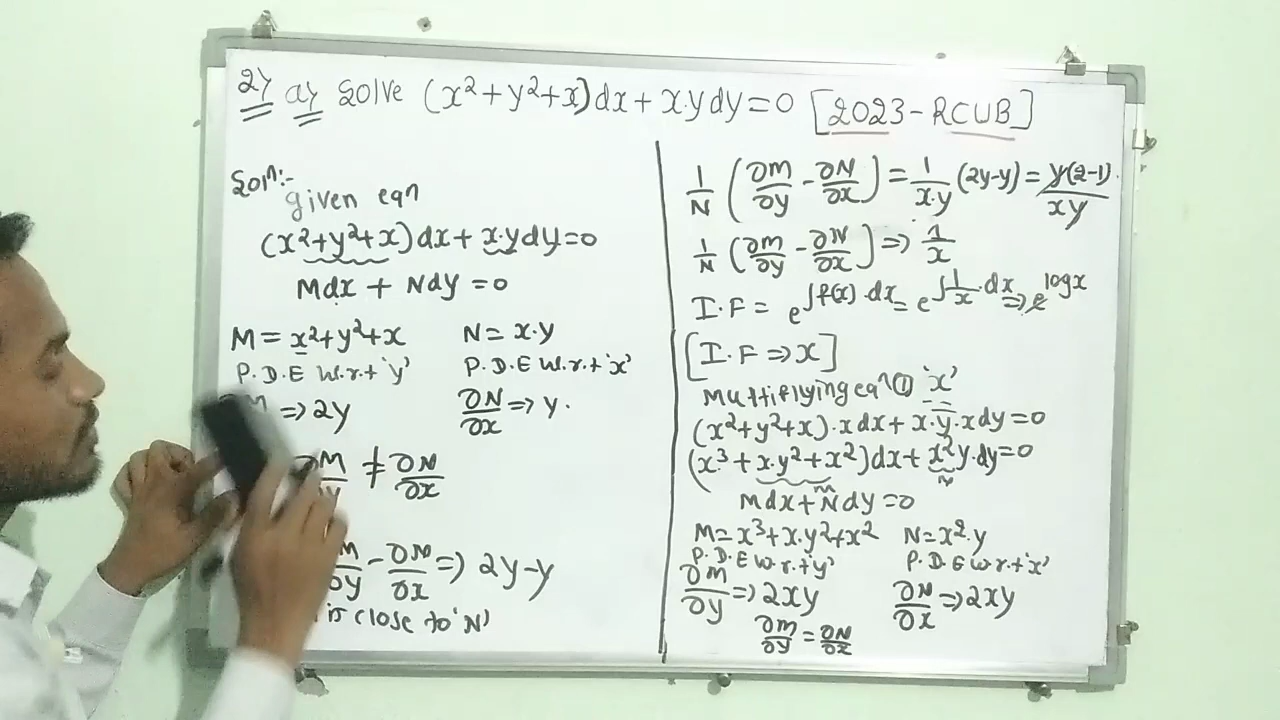 2) a) Solve (x²+y²+x)dx + x.y dy = 0 [2023 - RCUB]
Soln:-
given eqn
(x²+y²+x)dx + x.y dy = 0
Mdx + Ndy = 0
M = x²+y²+x N = x.y
P.D.E w.r.t 'y' P.D.E w.r.t 'x'
⇒ 2y ∂N/∂x ⇒ y.
≠ ∂N/∂x
- ∂N/∂x ⇒ 2y-y
is close to 'N'
1/N (∂M/∂y - ∂N/∂x) = 1/x.y (2y-y) = y(2-1)/xy
1/N (∂M/∂y - ∂N/∂x) ⇒ 1/x
I.F = e^∫f(x).dx = e^∫1/x.dx ⇒ e^logx
[I.F ⇒ x]
Multiflying eqn ① 'x'
(x²+y²+x).x dx + x.y.x dy = 0
(x³ + x.y² + x²)dx + x²y.dy = 0
Mdx + Ndy = 0
M = x³+x.y²+x² N = x².y
P.D.E w.r.t 'y' P.D.E w.r.t 'x'
∂M/∂y ⇒ 2xy ∂N/∂x ⇒ 2xy
∂M/∂y = ∂N/∂x